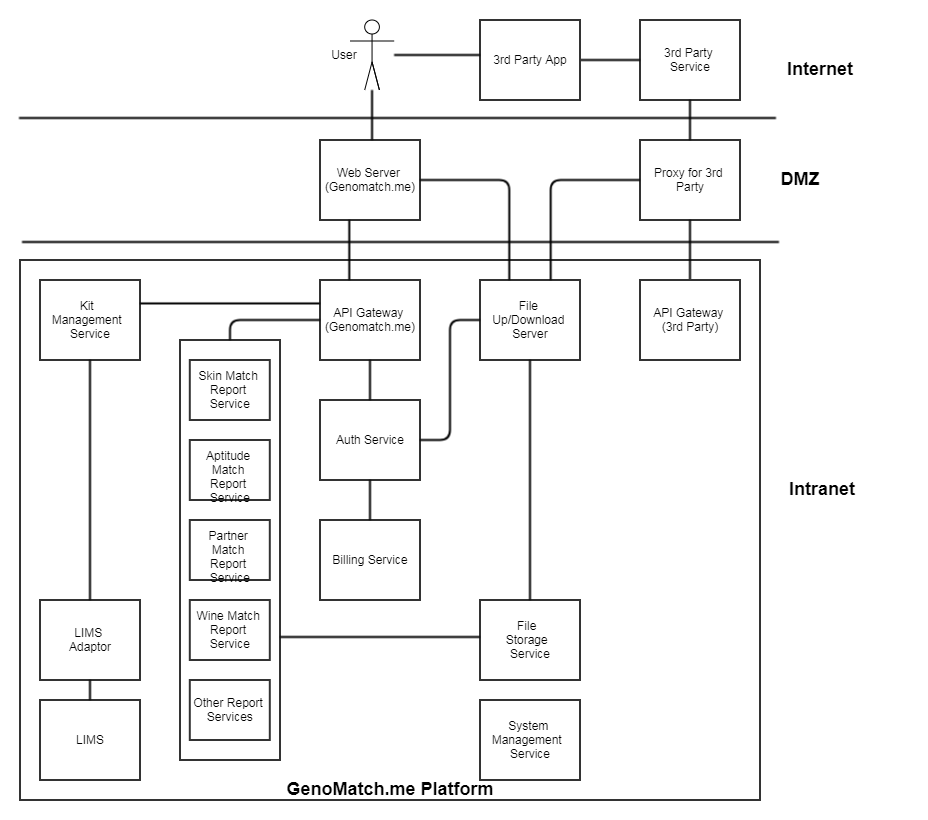 User
3rd Party App
3rd Party
Service
Internet
Web Server
(Genomatch.me)
Proxy for 3rd
Party
DMZ
Kit
Management
Service
API Gateway
(Genomatch.me)
File
Up/Download
Server
API Gateway
(3rd Party)
Skin Match
Report
Service
Aptitude
Match
Report
Service
Partner
Match
Report
Service
Wine Match
Report
Service
Other Report
Services
Auth Service
Billing Service
Intranet
LIMS
Adaptor
LIMS
File
Storage
Service
System
Management
Service
GenoMatch.me Platform